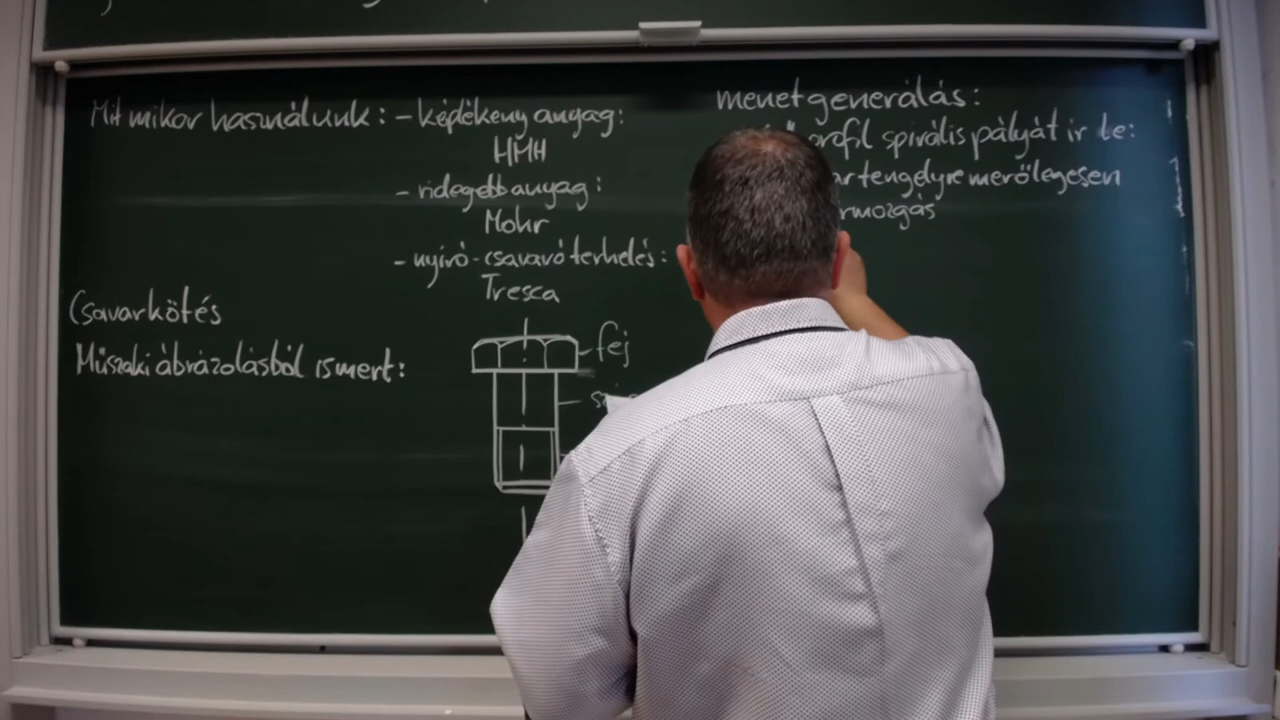 Mit mikor használunk: - képlékeny anyag:
HMH
- ridegebb anyag:
Mohr
- nyíró-csavaró terhelés:
Tresca
Csavarkötés
Műszaki ábrázolásból ismert:
fej
menetgenerálás:
spirális pályát ír le:
tengelyre merőlegesen